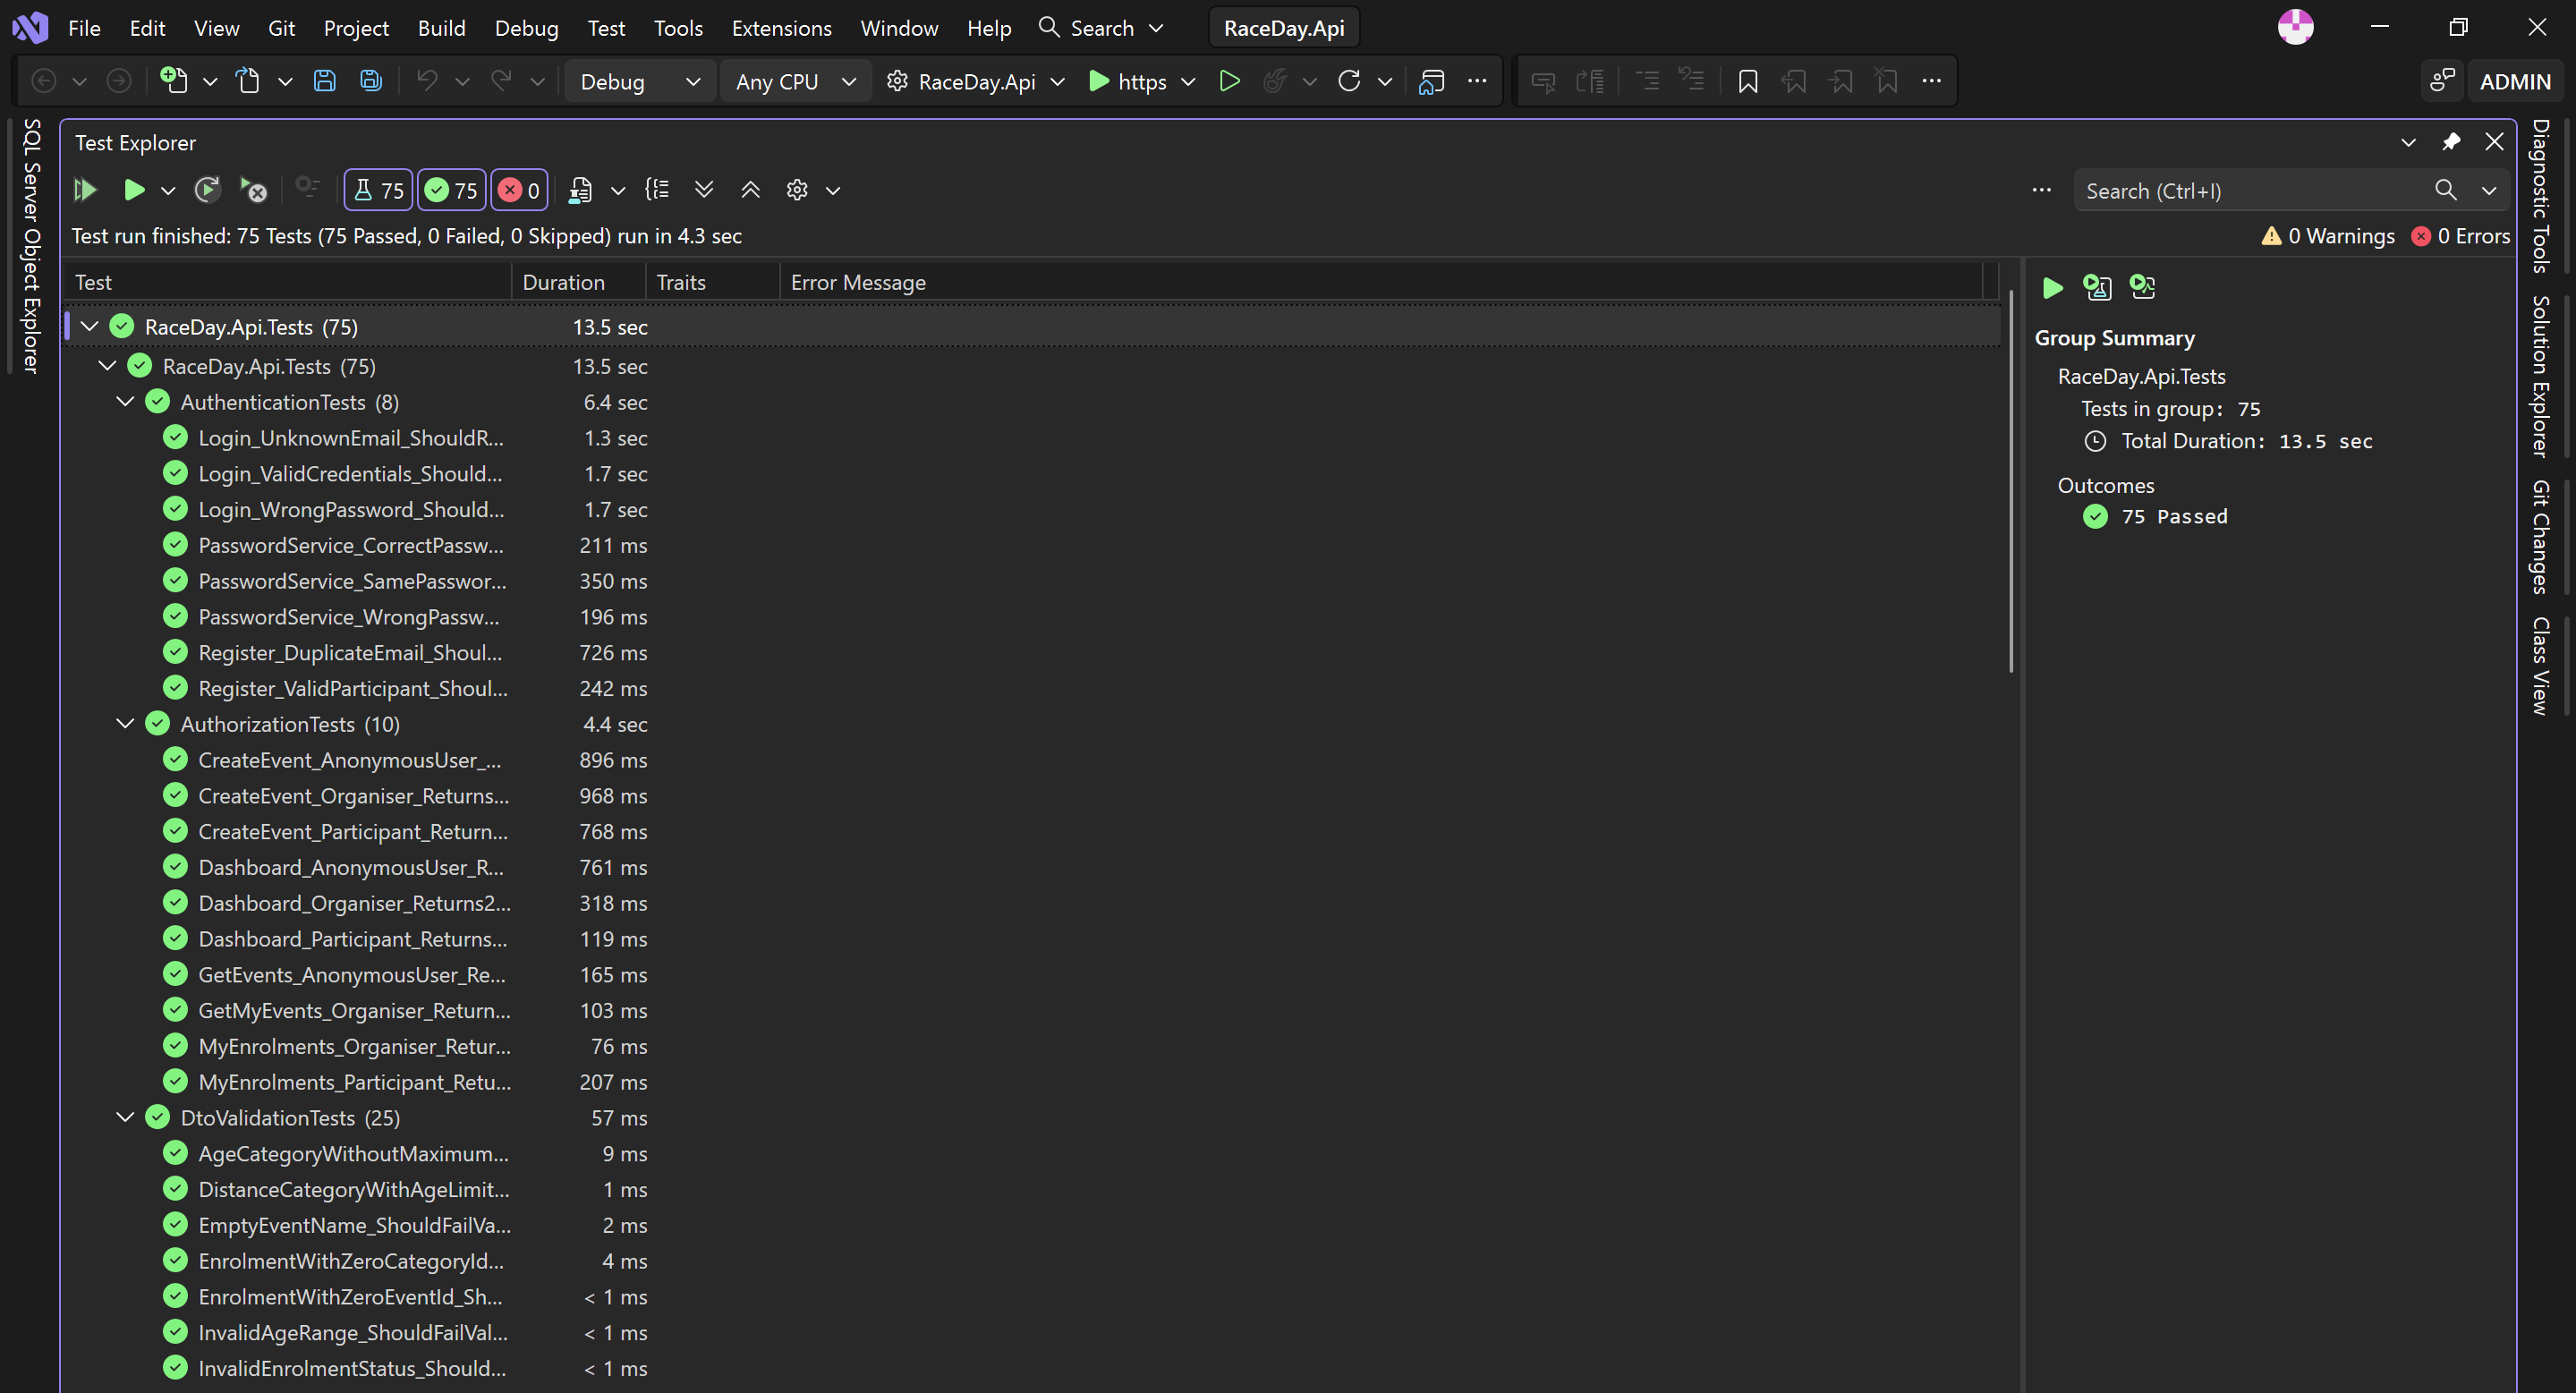 File Edit View Git Project Build Debug Test Tools Extensions Window Help Search RaceDay.Api
Debug Any CPU RaceDay.Api https ADMIN
SQL Server Object Explorer
Test Explorer
75 75 0 Search (Ctrl+I)
Test run finished: 75 Tests (75 Passed, 0 Failed, 0 Skipped) run in 4.3 sec 0 Warnings 0 Errors
Test Duration Traits Error Message
RaceDay.Api.Tests (75) 13.5 sec
RaceDay.Api.Tests (75) 13.5 sec
AuthenticationTests (8) 6.4 sec
Login_UnknownEmail_ShouldR... 1.3 sec
Login_ValidCredentials_Should... 1.7 sec
Login_WrongPassword_Should... 1.7 sec
PasswordService_CorrectPassw... 211 ms
PasswordService_SamePasswor... 350 ms
PasswordService_WrongPassw... 196 ms
Register_DuplicateEmail_Shoul... 726 ms
Register_ValidParticipant_Shoul... 242 ms
AuthorizationTests (10) 4.4 sec
CreateEvent_AnonymousUser_... 896 ms
CreateEvent_Organiser_Returns... 968 ms
CreateEvent_Participant_Return... 768 ms
Dashboard_AnonymousUser_R... 761 ms
Dashboard_Organiser_Returns2... 318 ms
Dashboard_Participant_Returns... 119 ms
GetEvents_AnonymousUser_Re... 165 ms
GetMyEvents_Organiser_Return... 103 ms
MyEnrolments_Organiser_Retur... 76 ms
MyEnrolments_Participant_Retu... 207 ms
DtoValidationTests (25) 57 ms
AgeCategoryWithoutMaximum... 9 ms
DistanceCategoryWithAgeLimit... 1 ms
EmptyEventName_ShouldFailVa... 2 ms
EnrolmentWithZeroCategoryId... 4 ms
EnrolmentWithZeroEventId_Sh... < 1 ms
InvalidAgeRange_ShouldFailVal... < 1 ms
InvalidEnrolmentStatus_Should... < 1 ms
Group Summary
RaceDay.Api.Tests
Tests in group: 75
Total Duration: 13.5 sec
Outcomes
75 Passed
Diagnostic Tools
Solution Explorer
Git Changes
Class View